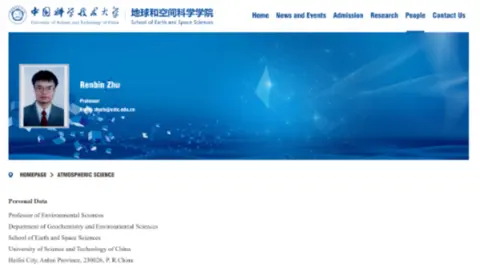 中国科学技术大学 地球和空间科学学院
University of Science and Technology of China School of Earth and Space Sciences
Home News and Events Admission Research People Contact Us
Renbin Zhu
Professor
HOMEPAGE > ATMOSPHERIC SCIENCE
Personal Data
Professor of Environmental Sciences
Department of Geochemistry and Environmental Sciences
School of Earth and Space Sciences
University of Science and Technology of China
Hefei City, Anhui Province, 230026, P. R China